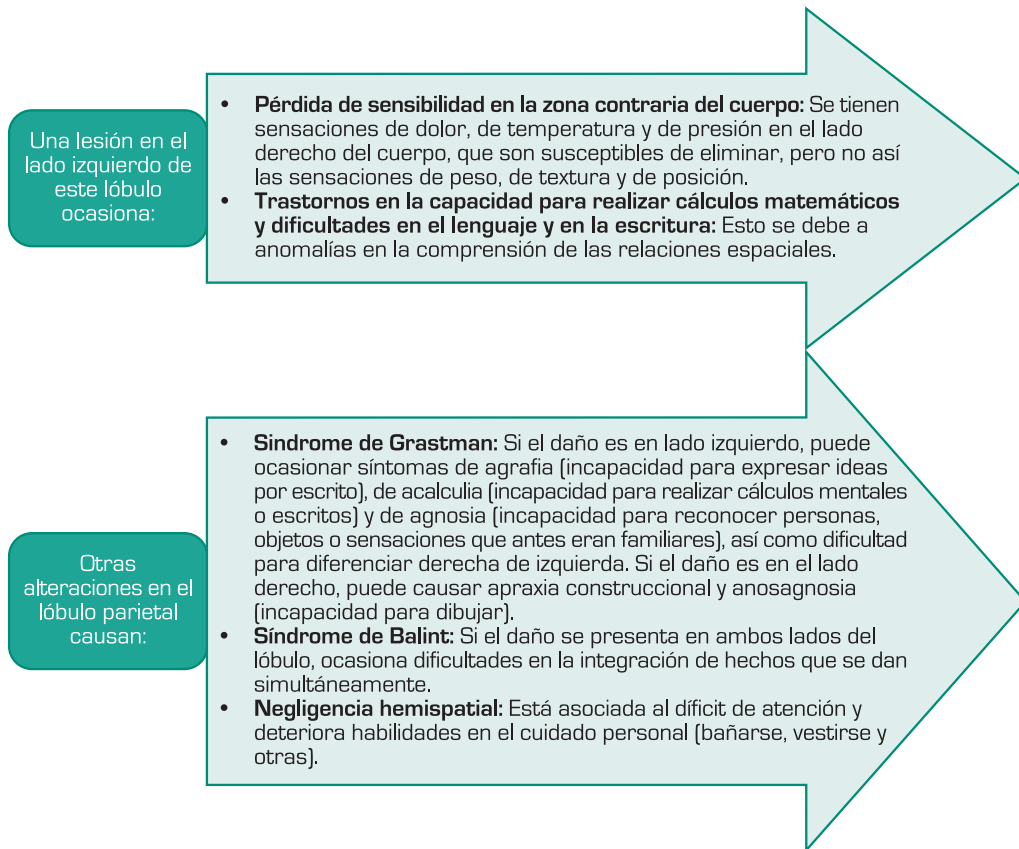 Una lesión en el
lado izquierdo de
este lóbulo
ocasiona:
• Pérdida de sensibilidad en la zona contraria del cuerpo: Se tienen
sensaciones de dolor, de temperatura y de presión en el lado
derecho del cuerpo, que son susceptibles de eliminar, pero no así
las sensaciones de peso, de textura y de posición.
• Trastornos en la capacidad para realizar cálculos matemáticos
y dificultades en el lenguaje y en la escritura: Esto se debe a
anomalías en la comprensión de las relaciones espaciales.
Otras
alteraciones en el
lóbulo parietal
causan:
• Sindrome de Grastman: Si el daño es en lado izquierdo, puede
ocasionar síntomas de agrafia (incapacidad para expresar ideas
por escrito), de acalculia (incapacidad para realizar cálculos mentales
o escritos) y de agnosia (incapacidad para reconocer personas,
objetos o sensaciones que antes eran familiares), así como dificultad
para diferenciar derecha de izquierda. Si el daño es en el lado
derecho, puede causar apraxia construccional y anosagnosia
(incapacidad para dibujar).
• Síndrome de Balint: Si el daño se presenta en ambos lados del
lóbulo, ocasiona dificultades en la integración de hechos que se dan
simultáneamente.
• Negligencia hemispatial: Está asociada al díficit de atención y
deteriora habilidades en el cuidado personal (bañarse, vestirse y
otras).